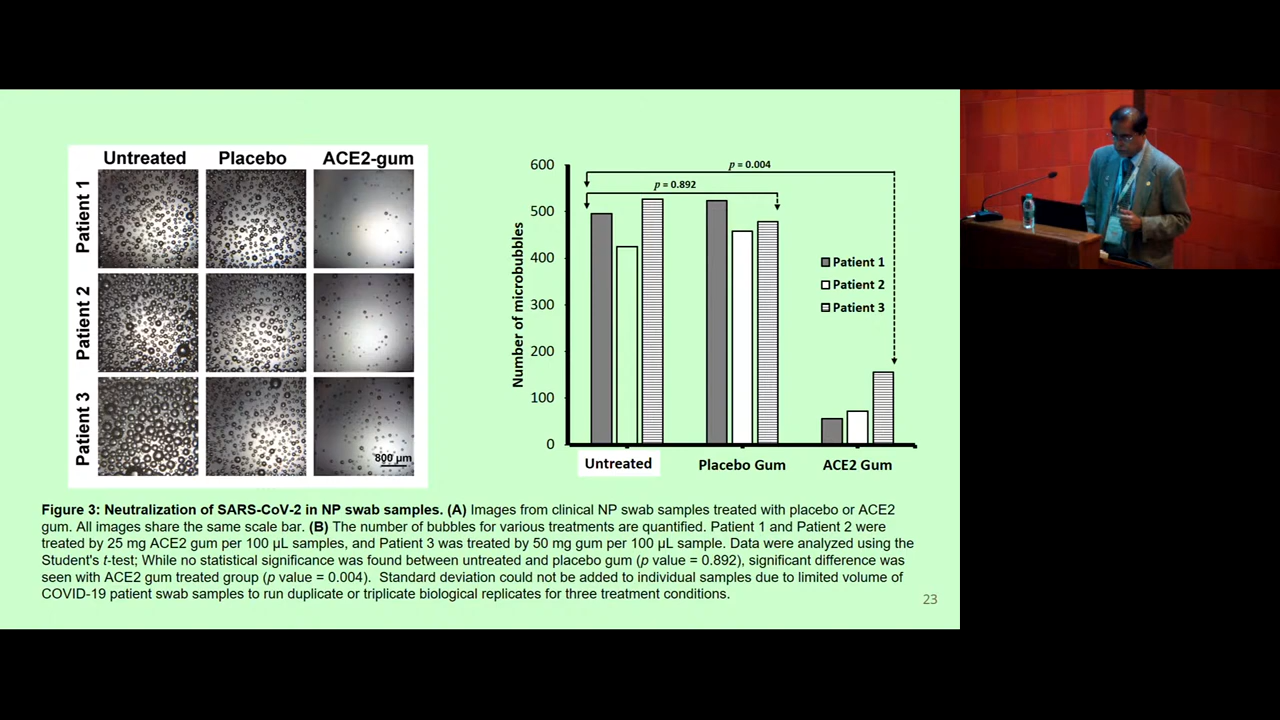 Untreated Placebo ACE2-gum
Patient 1
Patient 2
Patient 3
800 µm
Number of microbubbles
600
500
400
300
200
100
0
p = 0.004
p = 0.892
Patient 1
Patient 2
Patient 3
Untreated Placebo Gum ACE2 Gum
Figure 3: Neutralization of SARS-CoV-2 in NP swab samples. (A) Images from clinical NP swab samples treated with placebo or ACE2
gum. All images share the same scale bar. (B) The number of bubbles for various treatments are quantified. Patient 1 and Patient 2 were
treated by 25 mg ACE2 gum per 100 µL samples, and Patient 3 was treated by 50 mg gum per 100 µL sample. Data were analyzed using the
Student's t-test; While no statistical significance was found between untreated and placebo gum (p value = 0.892), significant difference was
seen with ACE2 gum treated group (p value = 0.004). Standard deviation could not be added to individual samples due to limited volume of
COVID-19 patient swab samples to run duplicate or triplicate biological replicates for three treatment conditions.
23